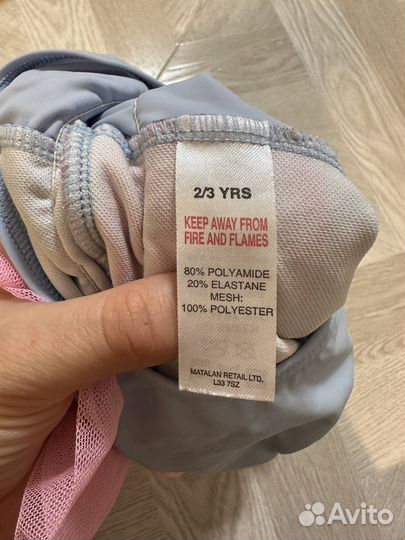 2/3 YRS
KEEP AWAY FROM
FIRE AND FLAMES
80% POLYAMIDE
20% ELASTANE
MESH:
100% POLYESTER
MATALAN RETAIL LTD.
L33 7SZ
Avito